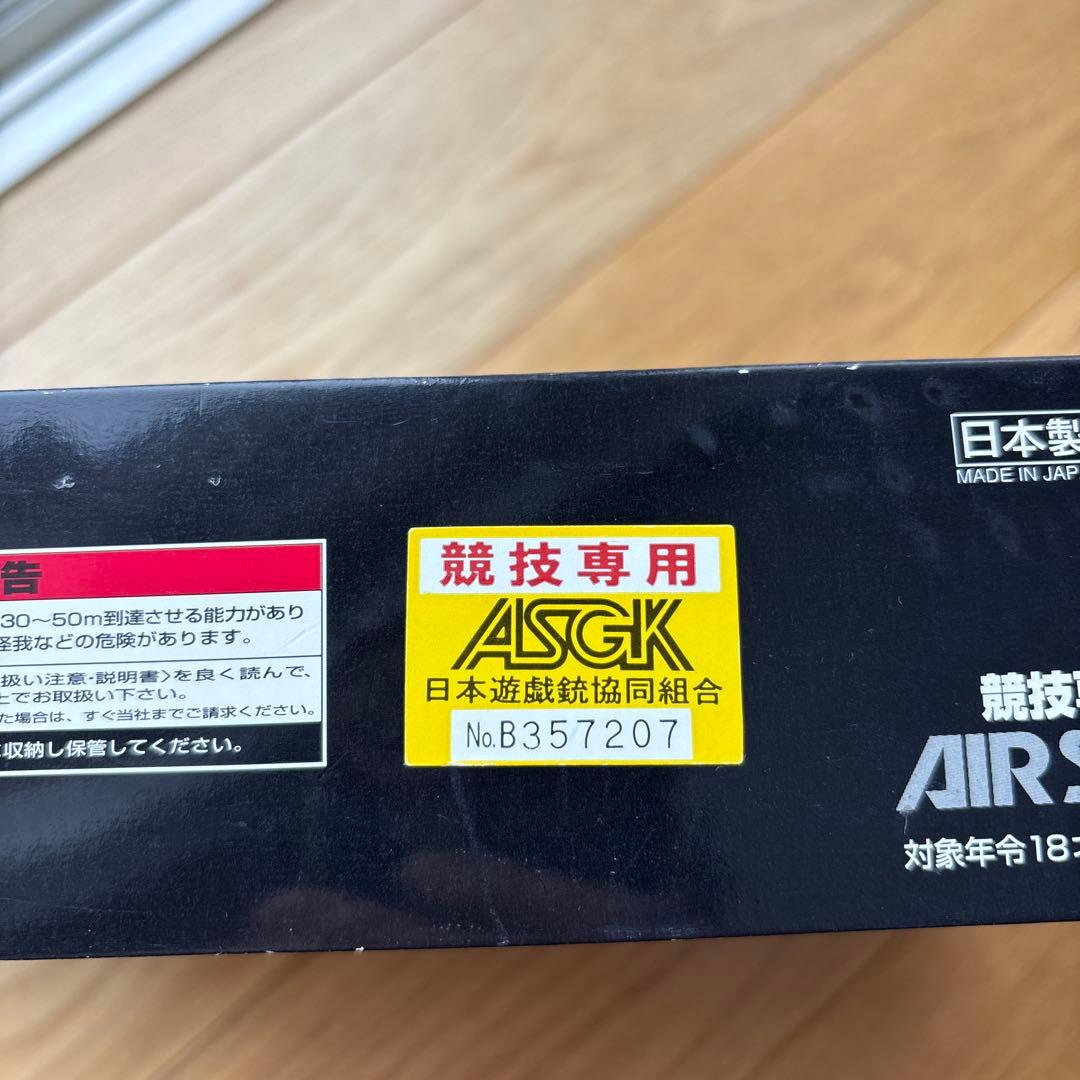 告
30〜50m到達させる能力があり
怪我などの危険があります。
扱い注意・説明書〉を良く読んで、
上でお取扱い下さい。
た場合は、すぐ当社までご請求ください。
収納し保管してください。
競技専用
ASGK
日本遊戯銃協同組合
No.B357207
日本製
MADE IN JAP
競技専
AIR S
対象年令18才